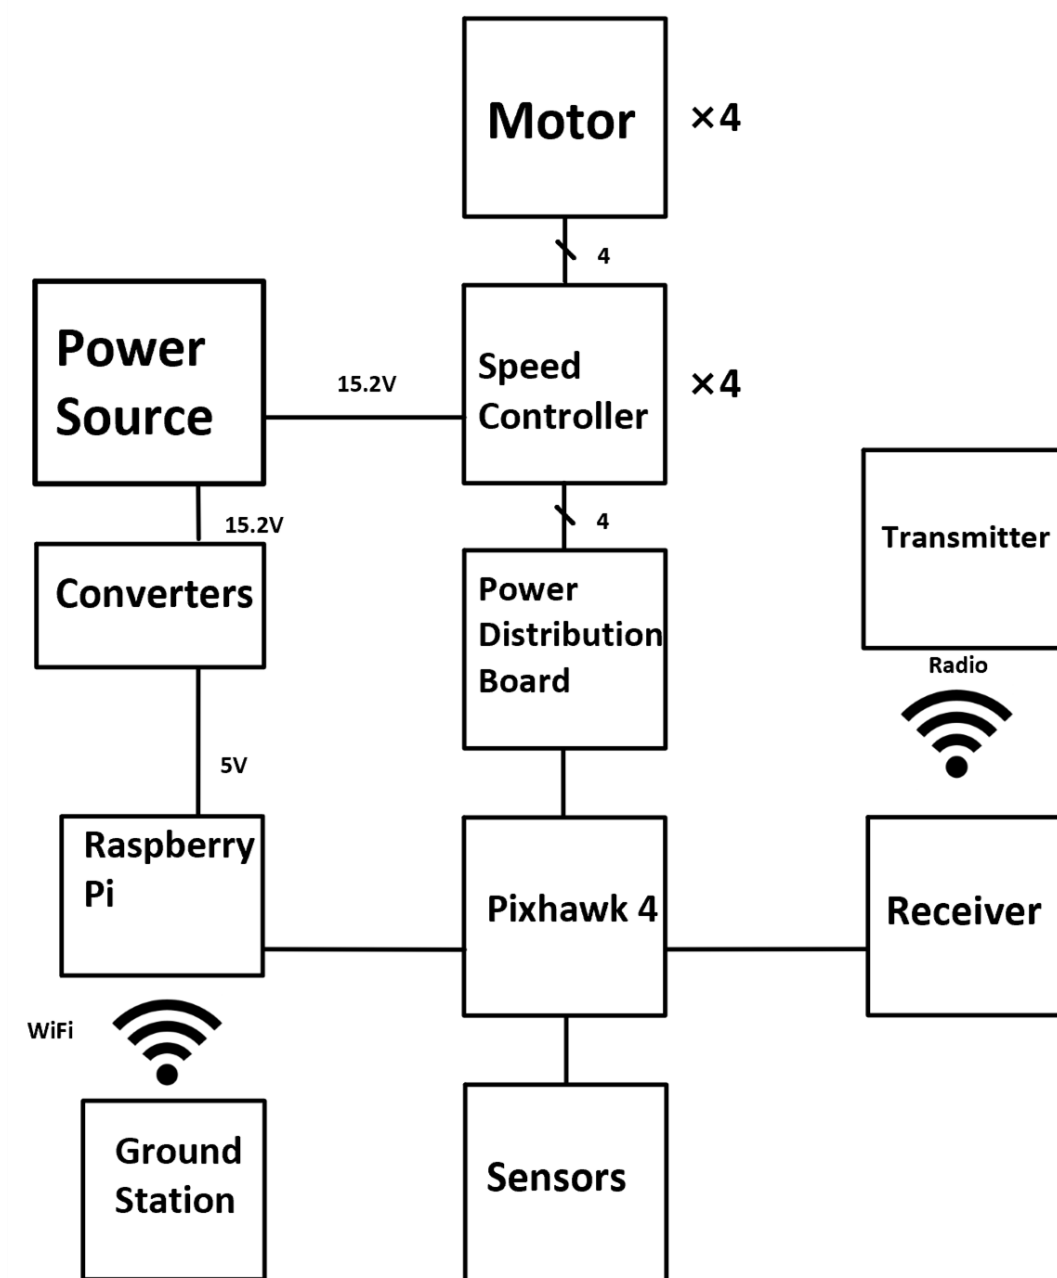 Motor
×4
4
Power
Source
15.2V
Speed
Controller
×4
15.2V
4
Converters
Power
Distribution
Board
Transmitter
Radio
5V
Raspberry
Pi
Pixhawk 4
Receiver
WiFi
Ground
Station
Sensors